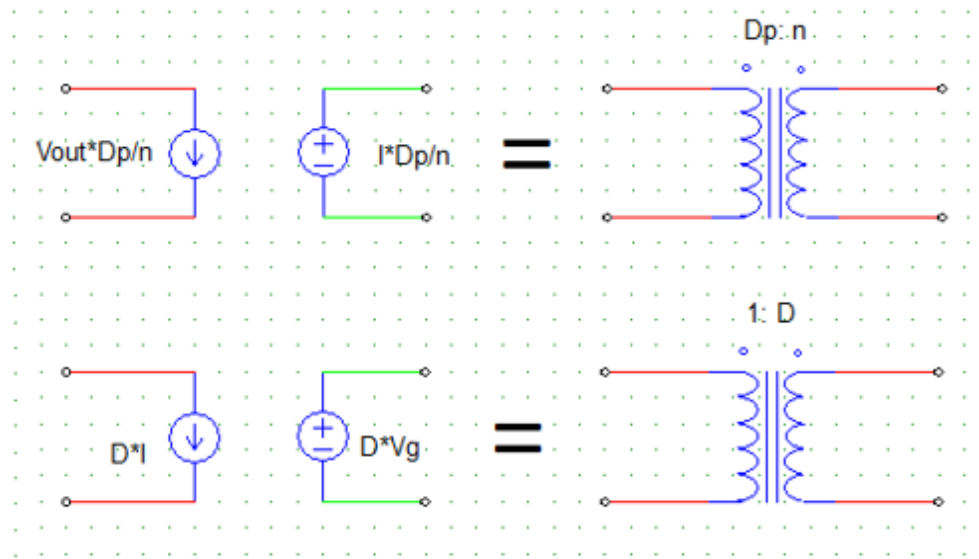 Dp: n
Vout*Dp/n
I*Dp/n
=
1: D
D*I
D*Vg
=